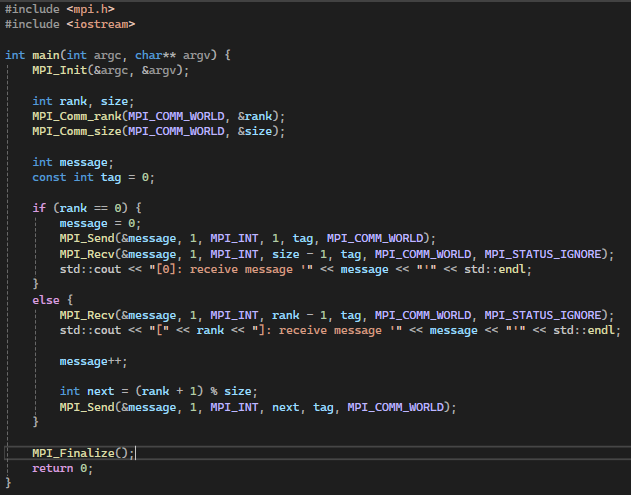 #include <mpi.h>
#include <iostream>
int main(int argc, char** argv) {
MPI_Init(&argc, &argv);
int rank, size;
MPI_Comm_rank(MPI_COMM_WORLD, &rank);
MPI_Comm_size(MPI_COMM_WORLD, &size);
int message;
const int tag = 0;
if (rank == 0) {
message = 0;
MPI_Send(&message, 1, MPI_INT, 1, tag, MPI_COMM_WORLD);
MPI_Recv(&message, 1, MPI_INT, size - 1, tag, MPI_COMM_WORLD, MPI_STATUS_IGNORE);
std::cout << "[0]: receive message '" << message << "'" << std::endl;
}
else {
MPI_Recv(&message, 1, MPI_INT, rank - 1, tag, MPI_COMM_WORLD, MPI_STATUS_IGNORE);
std::cout << "[" << rank << "]: receive message '" << message << "'" << std::endl;
message++;
int next = (rank + 1) % size;
MPI_Send(&message, 1, MPI_INT, next, tag, MPI_COMM_WORLD);
}
MPI_Finalize();
return 0;
}